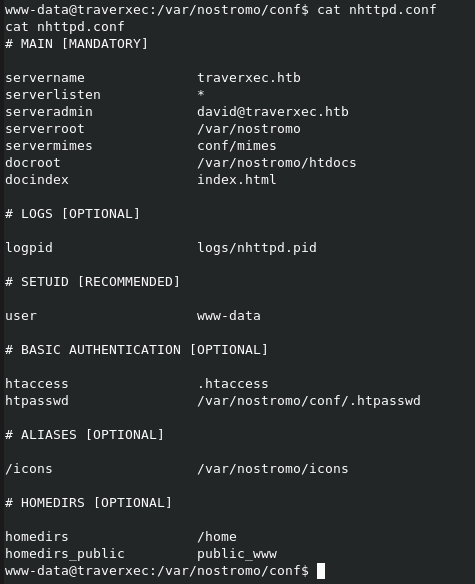 www-data@traverxec:/var/nostromo/conf$ cat nhttpd.conf
cat nhttpd.conf
# MAIN [MANDATORY]
servername traverxec.htb
serverlisten *
serveradmin david@traverxec.htb
serverroot /var/nostromo
servermimes conf/mimes
docroot /var/nostromo/htdocs
docindex index.html
# LOGS [OPTIONAL]
logpid logs/nhttpd.pid
# SETUID [RECOMMENDED]
user www-data
# BASIC AUTHENTICATION [OPTIONAL]
htaccess .htaccess
htpasswd /var/nostromo/conf/.htpasswd
# ALIASES [OPTIONAL]
/icons /var/nostromo/icons
# HOMEDIRS [OPTIONAL]
homedirs /home
homedirs_public public_www
www-data@traverxec:/var/nostromo/conf$